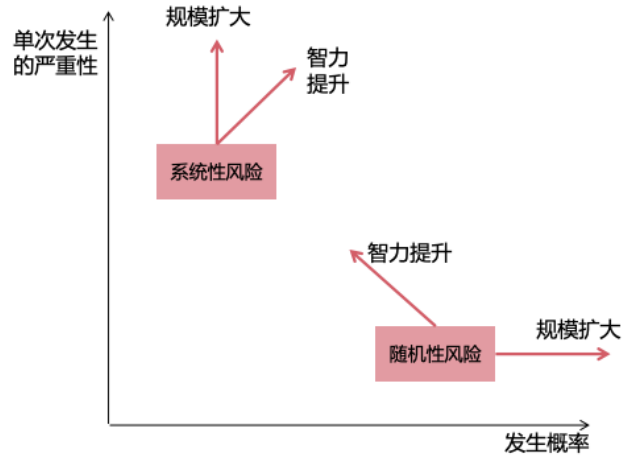 规模扩大
单次发生
的严重性
智力
提升
系统性风险
智力提升
规模扩大
随机性风险
发生概率